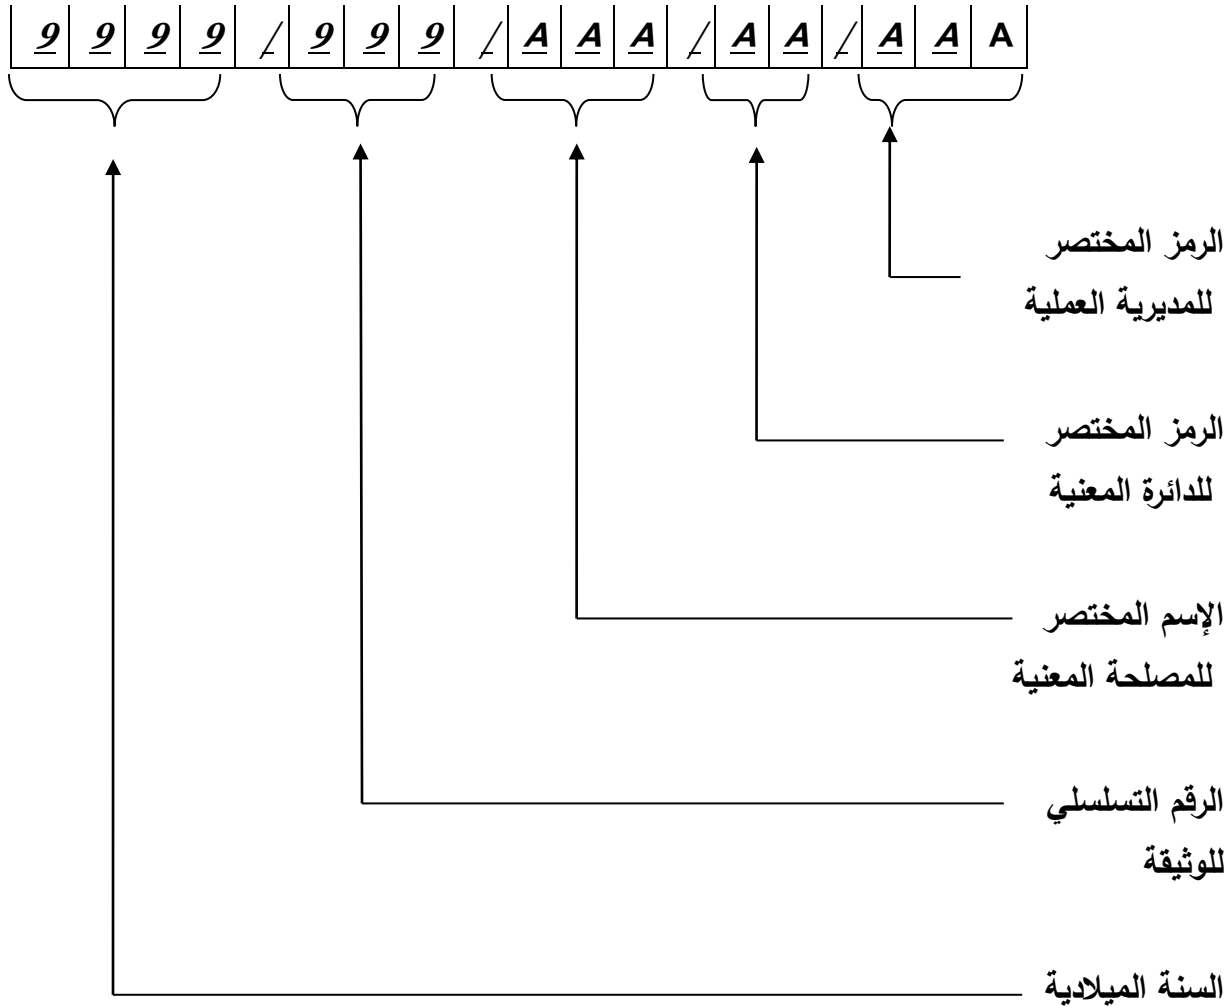 9 9 9 9 / 9 9 9 / A A A / A A / A A A
الرمز المختصر
للمديرية العملية
الرمز المختصر
للدائرة المعنية
الإسم المختصر
للمصلحة المعنية
الرقم التسلسلي
للوثيقة
السنة الميلادية